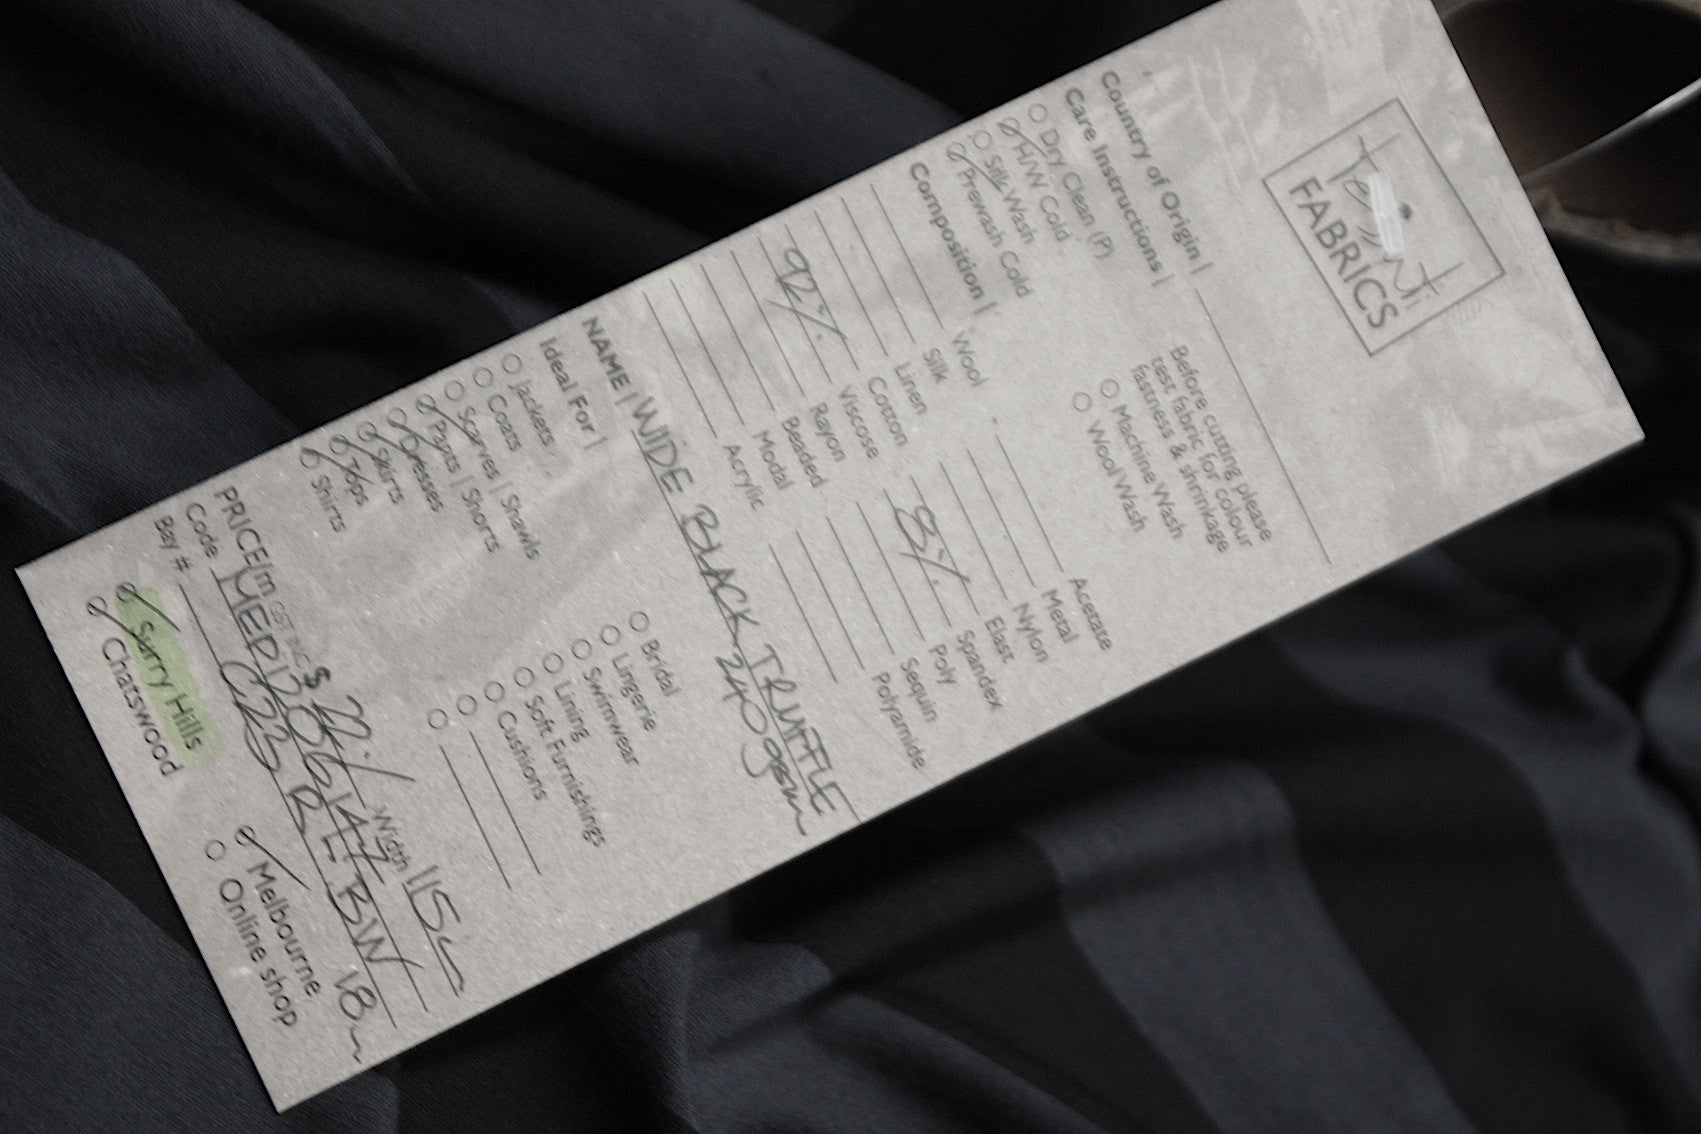 Tessuti
FABRICS
Country of Origin |
Care Instructions |
Dry Clean (P)
H/W Cold
Silk Wash
Prewash Cold
Before cutting please
test fabric for colour
fastness & shrinkage
Machine Wash
Wool Wash
Composition |
Wool
Silk
Linen
Cotton
92% Viscose
Rayon
Beaded
Modal
Acrylic
Acetate
Metal
Nylon
Elast
8% Spandex
Poly
Sequin
Polyamide
NAME | WIDE BLACK TRUFFLE
240gsm
Ideal For |
Jackets
Coats
Scarves | Shawls
Pants | Shorts
Dresses
Skirts
Tops
Shirts
Bridal
Lingerie
Swimwear
Lining
Soft Furnishings
Cushions
PRICE/m GST INC $ Width
Code
Bay #
18m
Surry Hills
Chatswood
Melbourne
Online shop